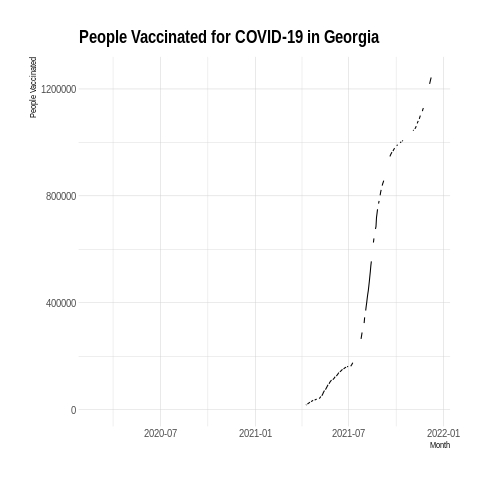 People Vaccinated for COVID-19 in Georgia
People Vaccinated
1200000
800000
400000
0
2020-07 2021-01 2021-07 2022-01
Month